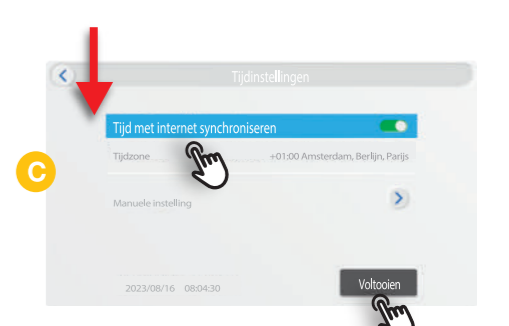 Tijdinstellingen
Tijd met internet synchroniseren
Tijdzone +01:00 Amsterdam, Berlijn, Parijs
C
Manuele instelling
2023/08/16 08:04:30
Voltooien